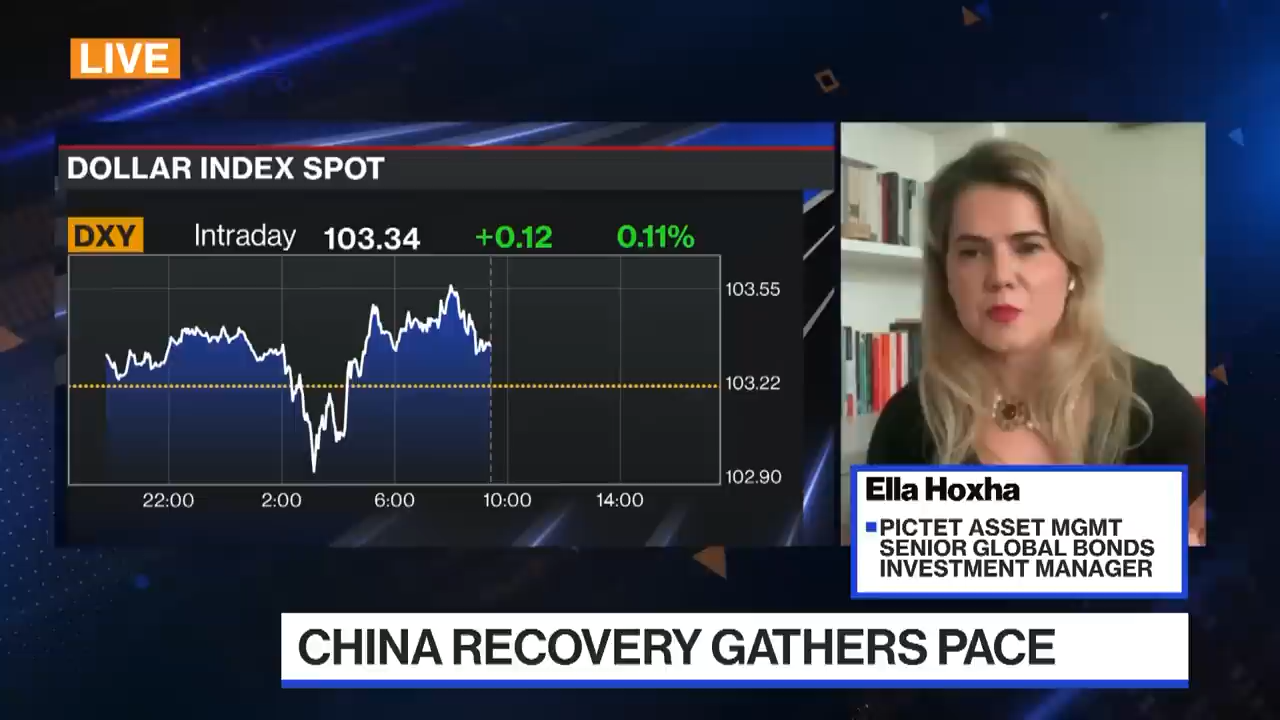 LIVE
DOLLAR INDEX SPOT
DXY Intraday 103.34 +0.12 0.11%
103.55
103.22
102.90
22:00 2:00 6:00 10:00 14:00
Ella Hoxha
PICTET ASSET MGMT
SENIOR GLOBAL BONDS
INVESTMENT MANAGER
CHINA RECOVERY GATHERS PACE